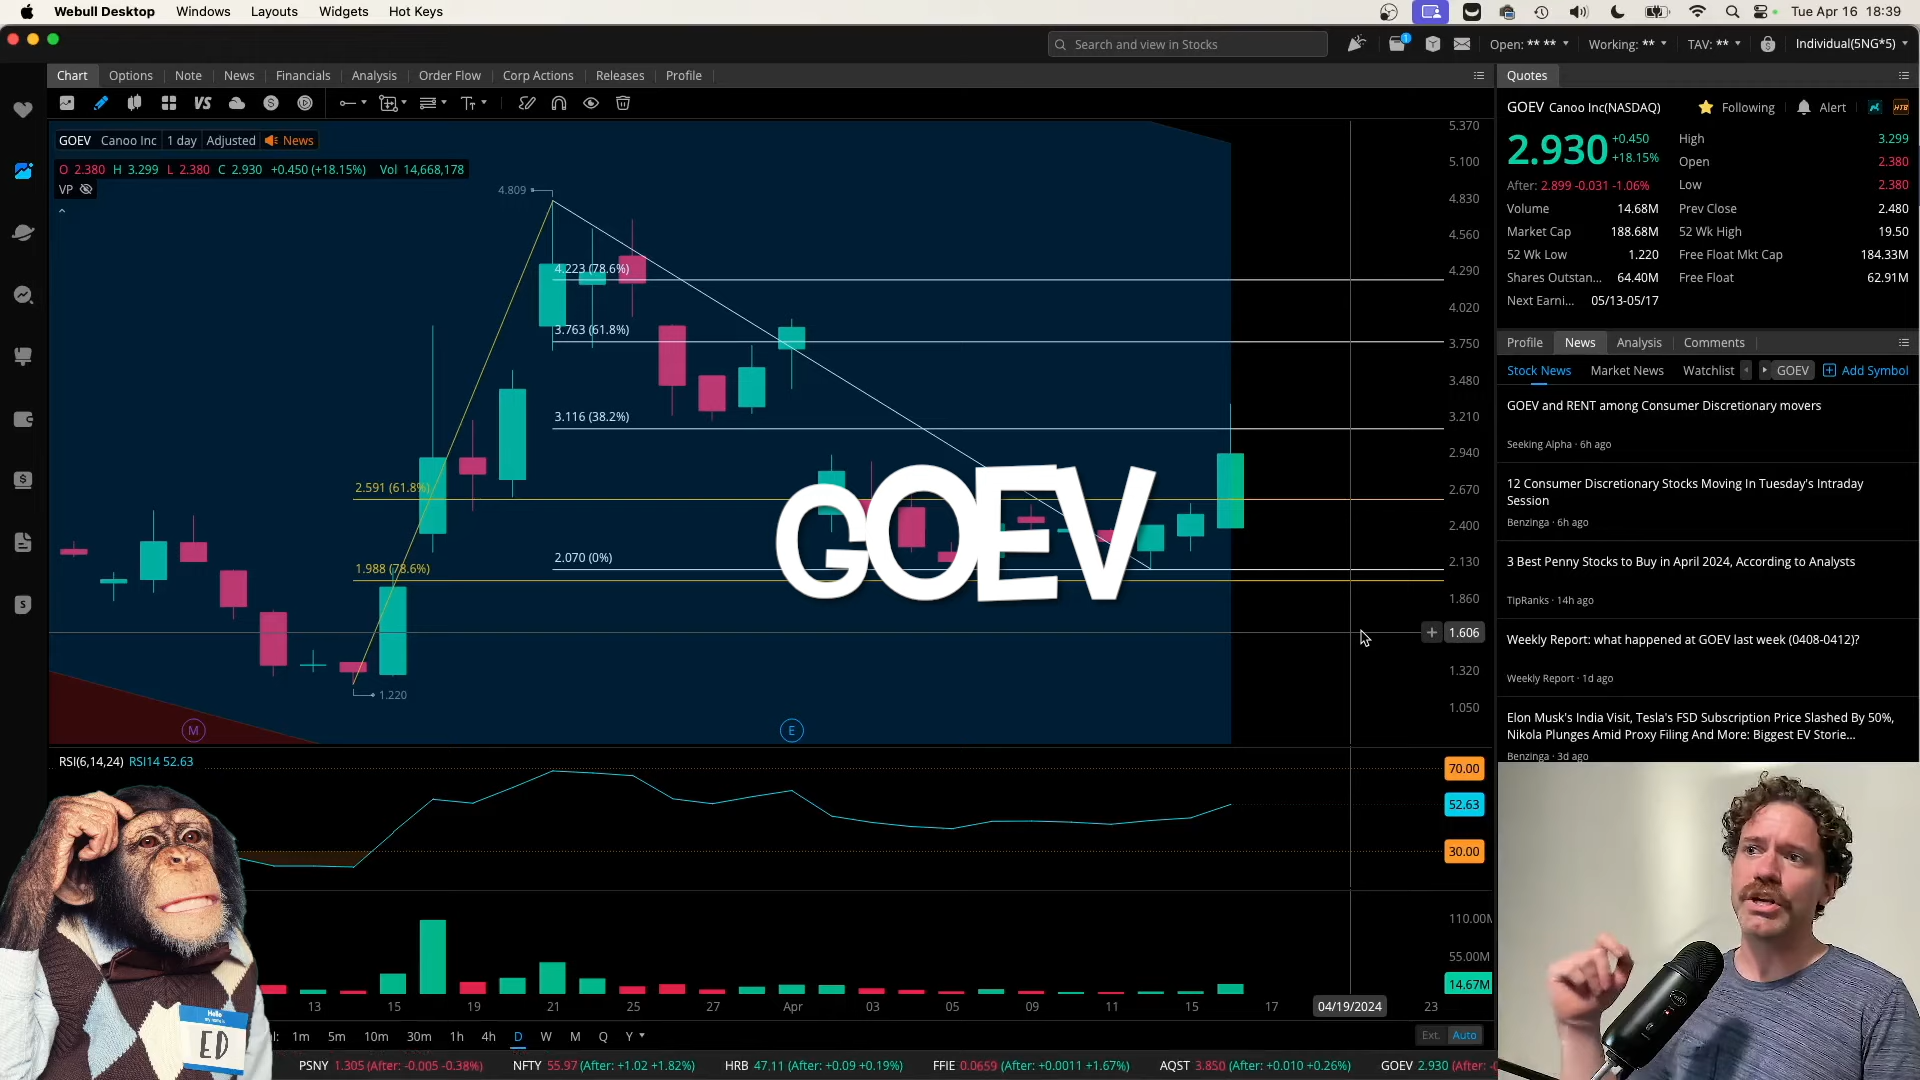 Webull Desktop Windows Layouts Widgets Hot Keys Tue Apr 16 18:39
Search and view in Stocks 1 Open: ** ** Working: ** TAV: ** Individual(5NG*5)
Chart Options Note News Financials Analysis Order Flow Corp Actions Releases Profile
VS
GOEV Canoo Inc 1 day Adjusted News
O 2.380 H 3.299 L 2.380 C 2.930 +0.450 (+18.15%) Vol 14,668,178
VP
4.809
4.223 (78.6%)
3.763 (61.8%)
3.116 (38.2%)
2.591 (61.8%)
2.070 (0%)
1.988 (78.6%)
1.220
GOEV
M
E
5.370
5.100
4.830
4.560
4.290
4.020
3.750
3.480
3.210
2.940
2.670
2.400
2.130
1.860
1.606
1.320
1.050
RSI(6,14,24) RSI14 52.63
70.00
52.63
30.00
110.00M
55.00M
14.67M
13 15 19 21 25 27 Apr 03 05 09 11 15 17 04/19/2024 23
1m 5m 10m 30m 1h 4h D W M Q Y Ext. Auto
PSNY 1.305 (After: -0.005 -0.38%) NFTY 55.97 (After: +1.02 +1.82%) HRB 47.11 (After: +0.09 +0.19%) FFIE 0.0659 (After: +0.0011 +1.67%) AQST 3.850 (After: +0.010 +0.26%) GOEV 2.930 (After:
Quotes
GOEV Canoo Inc(NASDAQ) Following Alert HTB
2.930 +0.450
+18.15%
After: 2.899 -0.031 -1.06%
High 3.299
Open 2.380
Low 2.380
Volume 14.68M Prev Close 2.480
Market Cap 188.68M 52 Wk High 19.50
52 Wk Low 1.220 Free Float Mkt Cap 184.33M
Shares Outstan... 64.40M Free Float 62.91M
Next Earni... 05/13-05/17
Profile News Analysis Comments
Stock News Market News Watchlist GOEV Add Symbol
GOEV and RENT among Consumer Discretionary movers
Seeking Alpha · 6h ago
12 Consumer Discretionary Stocks Moving In Tuesday's Intraday
Session
Benzinga · 6h ago
3 Best Penny Stocks to Buy in April 2024, According to Analysts
TipRanks · 14h ago
Weekly Report: what happened at GOEV last week (0408-0412)?
Weekly Report · 1d ago
Elon Musk's India Visit, Tesla's FSD Subscription Price Slashed By 50%,
Nikola Plunges Amid Proxy Filing And More: Biggest EV Storie...
Benzinga · 3d ago
Hello
ED